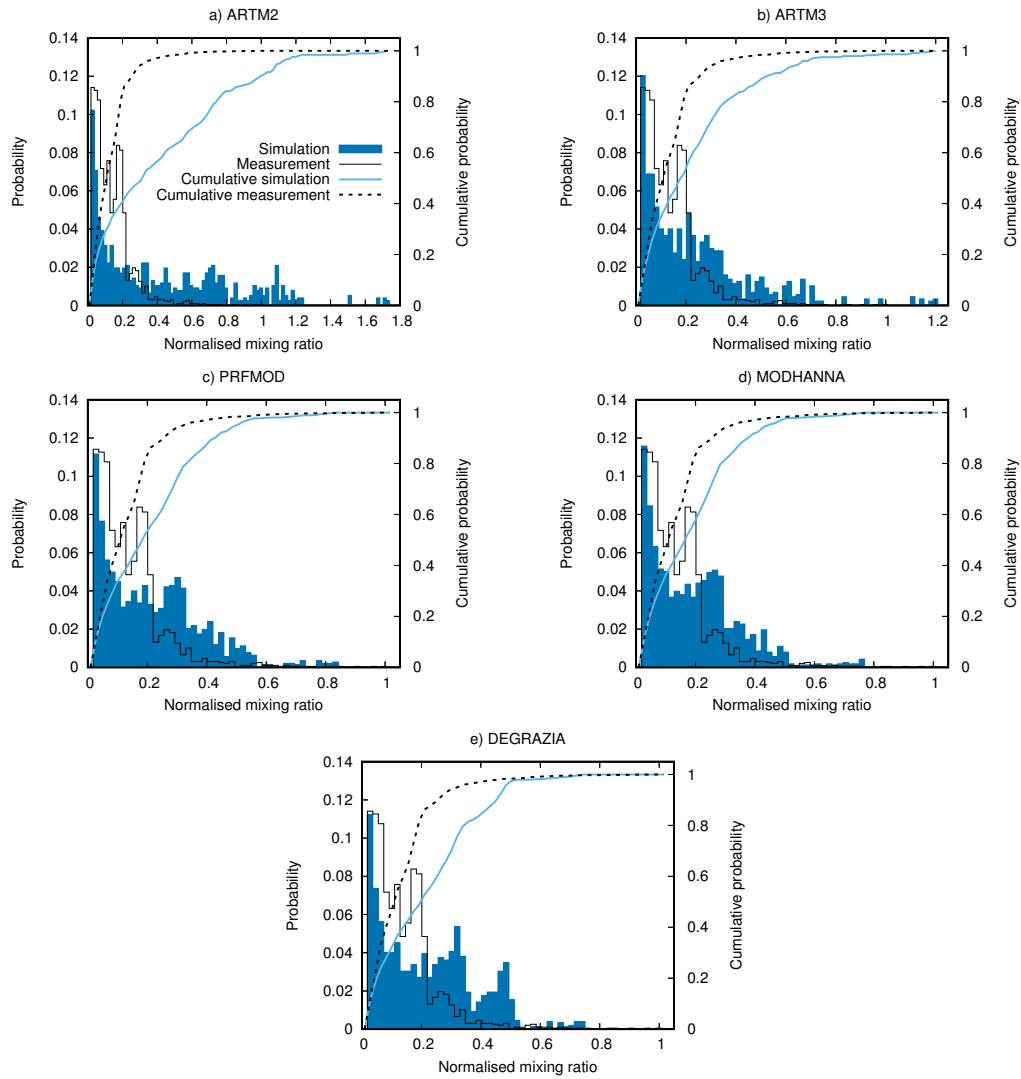 a) ARTM2
Probability
0.14
0.12
0.1
0.08
0.06
0.04
0.02
0
0 0.2 0.4 0.6 0.8 1 1.2 1.4 1.6 1.8
Normalised mixing ratio
1
0.8
0.6
0.4
0.2
0
Cumulative probability
Simulation
Measurement
Cumulative simulation
Cumulative measurement
b) ARTM3
Probability
0.14
0.12
0.1
0.08
0.06
0.04
0.02
0
0 0.2 0.4 0.6 0.8 1 1.2
Normalised mixing ratio
1
0.8
0.6
0.4
0.2
0
Cumulative probability
c) PRFMOD
Probability
0.14
0.12
0.1
0.08
0.06
0.04
0.02
0
0 0.2 0.4 0.6 0.8 1
Normalised mixing ratio
1
0.8
0.6
0.4
0.2
0
Cumulative probability
d) MODHANNA
Probability
0.14
0.12
0.1
0.08
0.06
0.04
0.02
0
0 0.2 0.4 0.6 0.8 1
Normalised mixing ratio
1
0.8
0.6
0.4
0.2
0
Cumulative probability
e) DEGRAZIA
Probability
0.14
0.12
0.1
0.08
0.06
0.04
0.02
0
0 0.2 0.4 0.6 0.8 1
Normalised mixing ratio
1
0.8
0.6
0.4
0.2
0
Cumulative probability